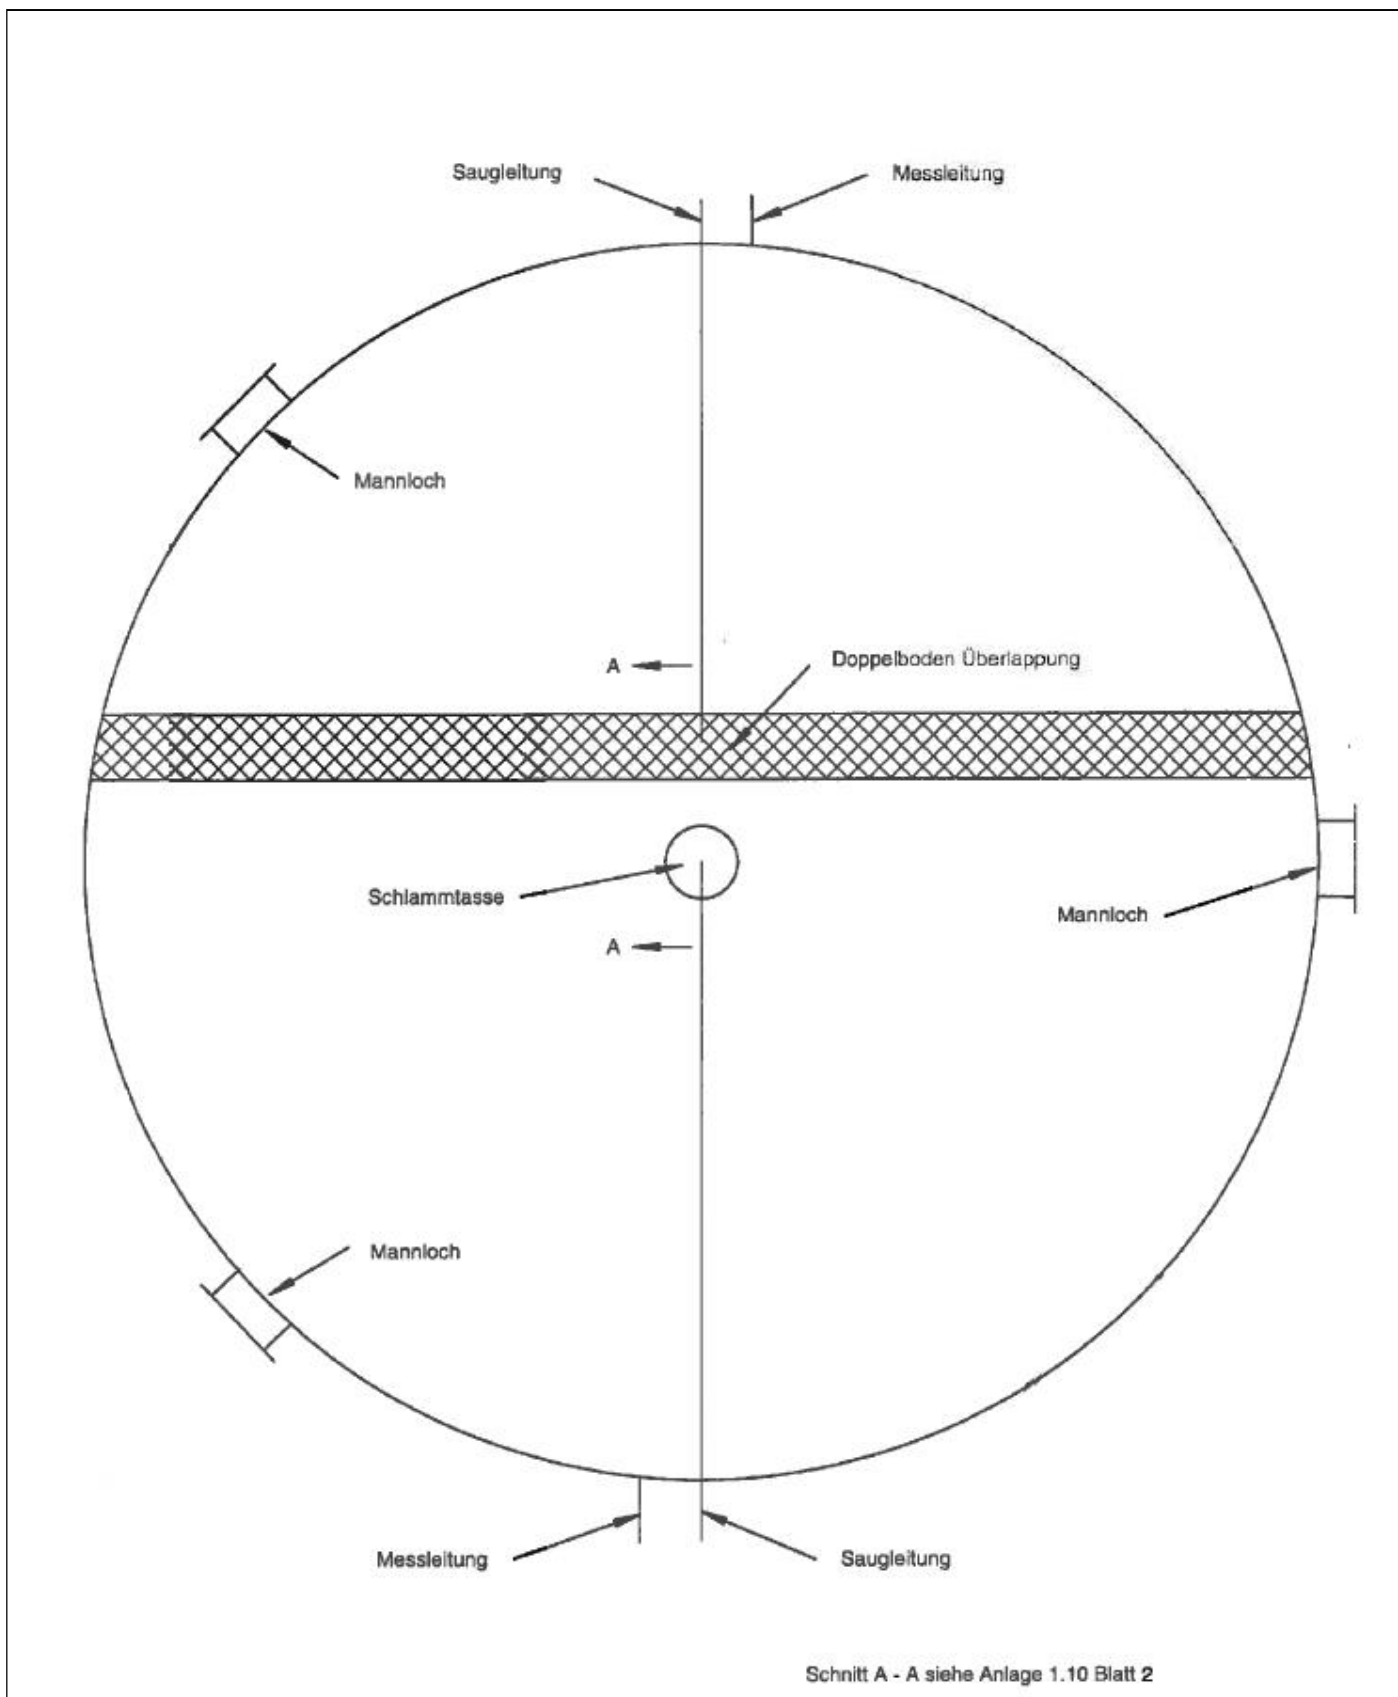 Saugleitung
Messleitung
Mannloch
A
Doppelboden Überlappung
Schlammtasse
Mannloch
A
Mannloch
Messleitung
Saugleitung
Schnitt A - A siehe Anlage 1.10 Blatt 2